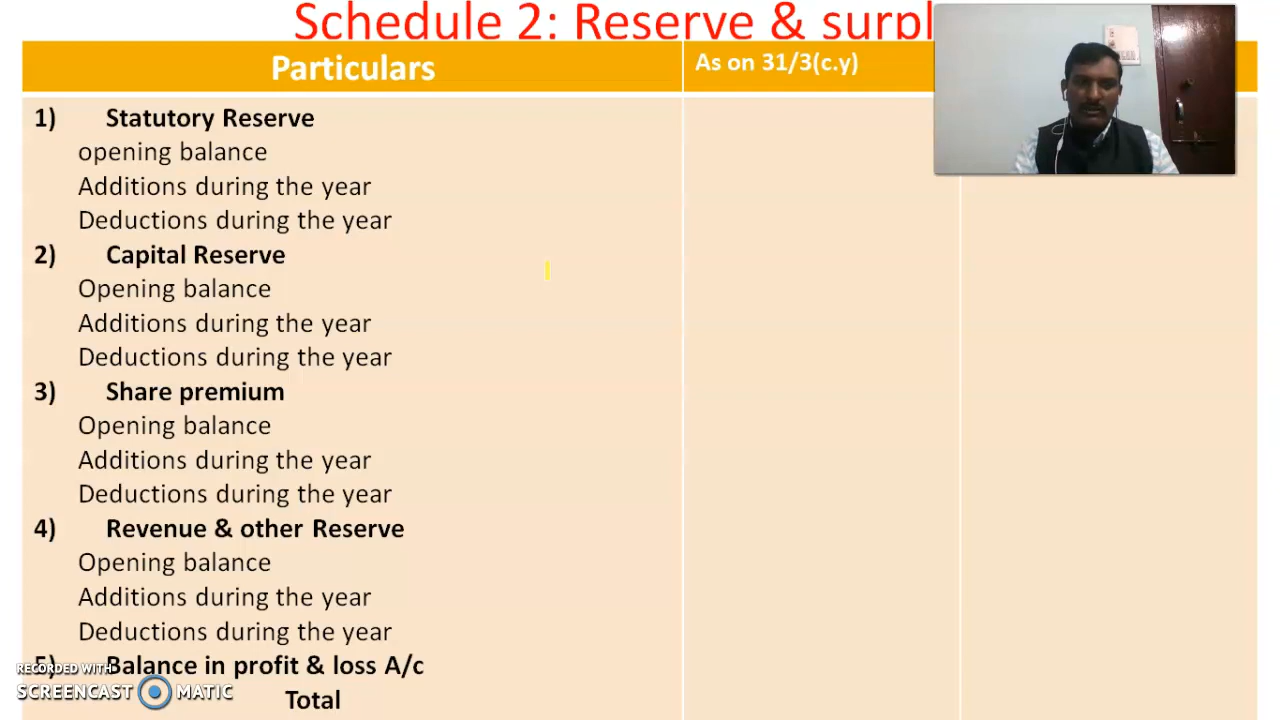 Schedule 2: Reserve & surpl
Particulars
As on 31/3(c.y)
1) Statutory Reserve
opening balance
Additions during the year
Deductions during the year
2) Capital Reserve
Opening balance
Additions during the year
Deductions during the year
3) Share premium
Opening balance
Additions during the year
Deductions during the year
4) Revenue & other Reserve
Opening balance
Additions during the year
Deductions during the year
5) Balance in profit & loss A/c
Total
RECORDED WITH
SCREENCAST MATIC